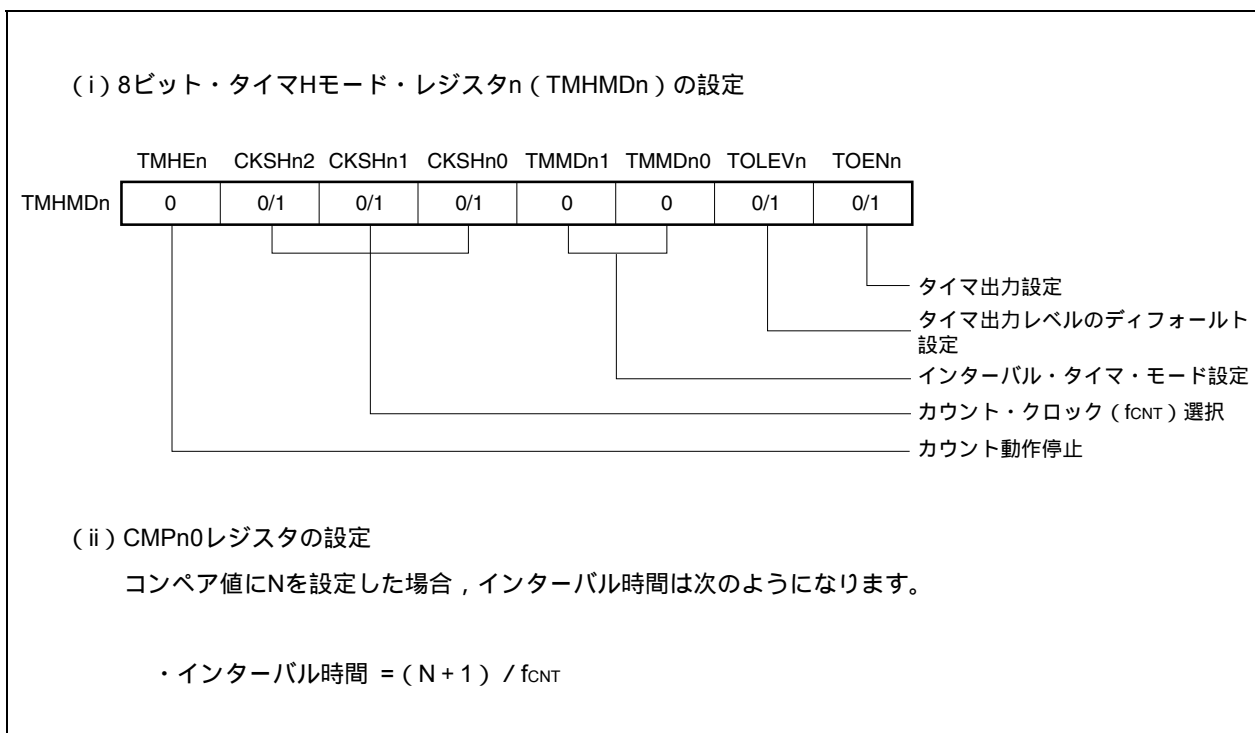 （i）8ビット・タイマHモード・レジスタn（TMHMDn）の設定
TMHEn CKSHn2 CKSHn1 CKSHn0 TMMDn1 TMMDn0 TOLEVn TOENn
TMHMDn 0 0/1 0/1 0/1 0 0 0/1 0/1
タイマ出力設定
タイマ出力レベルのディフォールト
設定
インターバル・タイマ・モード設定
カウント・クロック（fCNT）選択
カウント動作停止
（ii）CMPn0レジスタの設定
コンペア値にNを設定した場合，インターバル時間は次のようになります。
・インターバル時間 =（N + 1）／fCNT